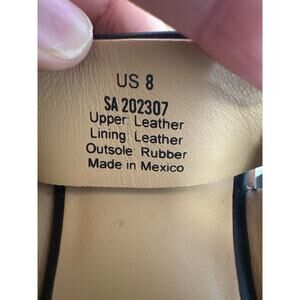 US 8
SA 202307
Upper: Leather
Lining: Leather
Outsole: Rubber
Made in Mexico